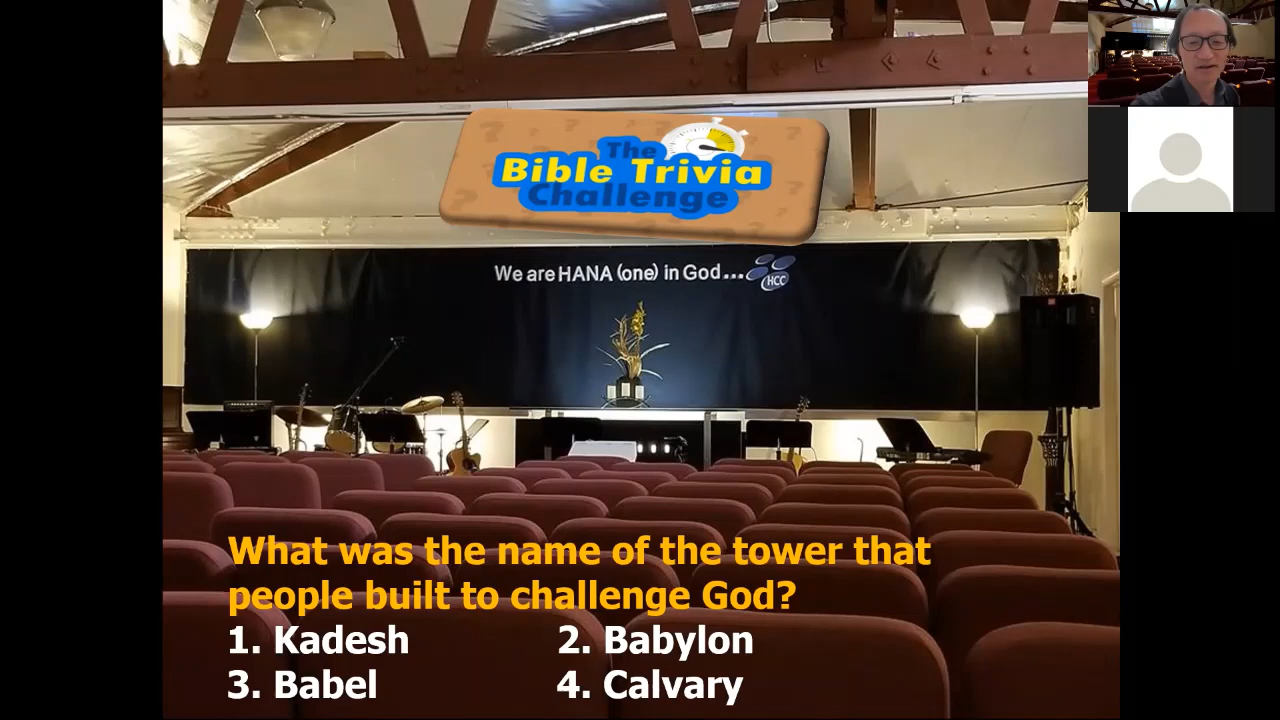 The
Bible Trivia
Challenge
We are HANA (one) in God...
HCC
What was the name of the tower that
people built to challenge God?
1. Kadesh 2. Babylon
3. Babel 4. Calvary